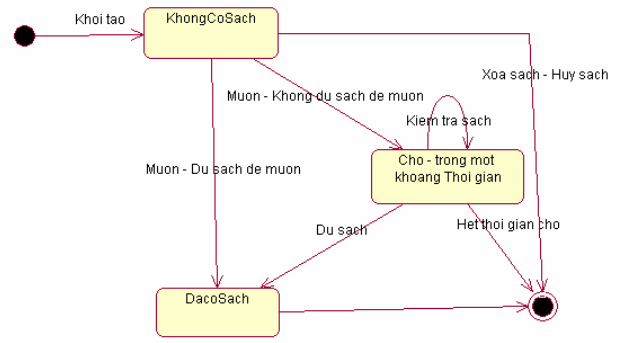 Khoi tao
KhongCoSach
Xoa sach - Huy sach
Muon - Khong du sach de muon
Kiem tra sach
Cho - trong mot
khoang Thoi gian
Muon - Du sach de muon
Du sach
Het thoi gian cho
DacoSach